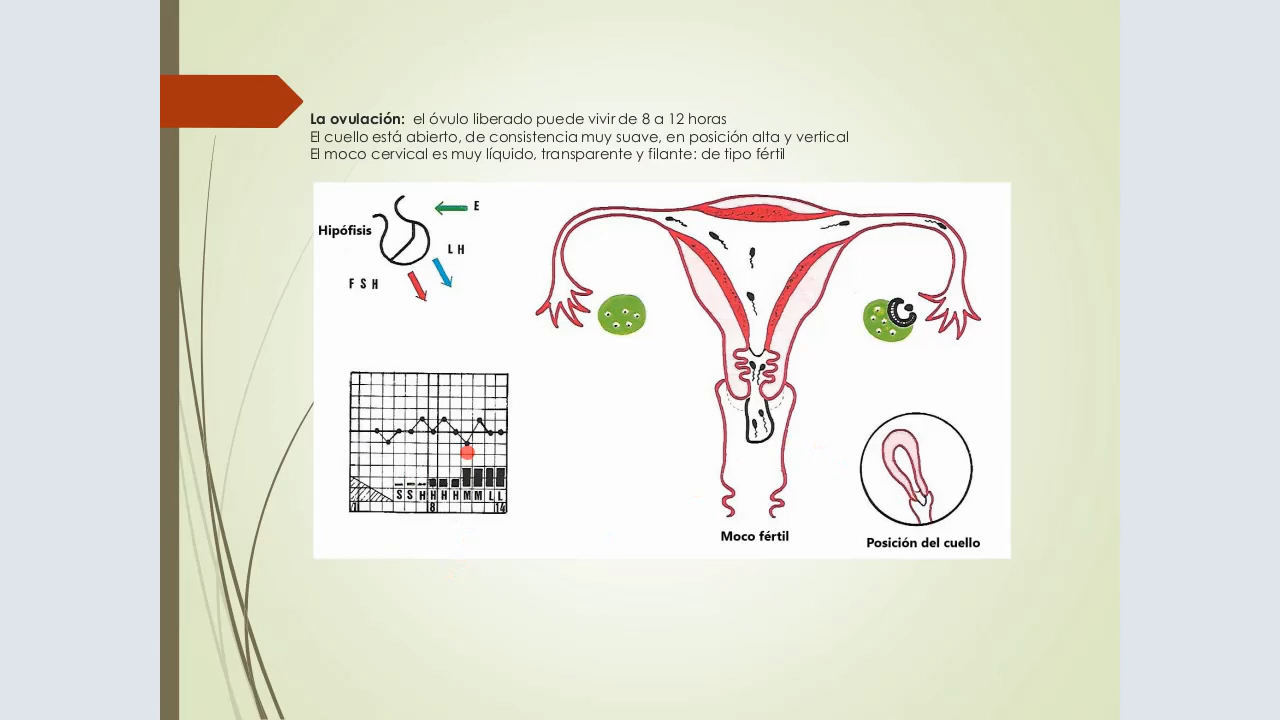 La ovulación: el óvulo liberado puede vivir de 8 a 12 horas
El cuello está abierto, de consistencia muy suave, en posición alta y vertical
El moco cervical es muy líquido, transparente y filante: de tipo fértil
E
Hipófisis
L H
F S H
S S H H H H M M L L
1 8 14
Moco fértil
Posición del cuello